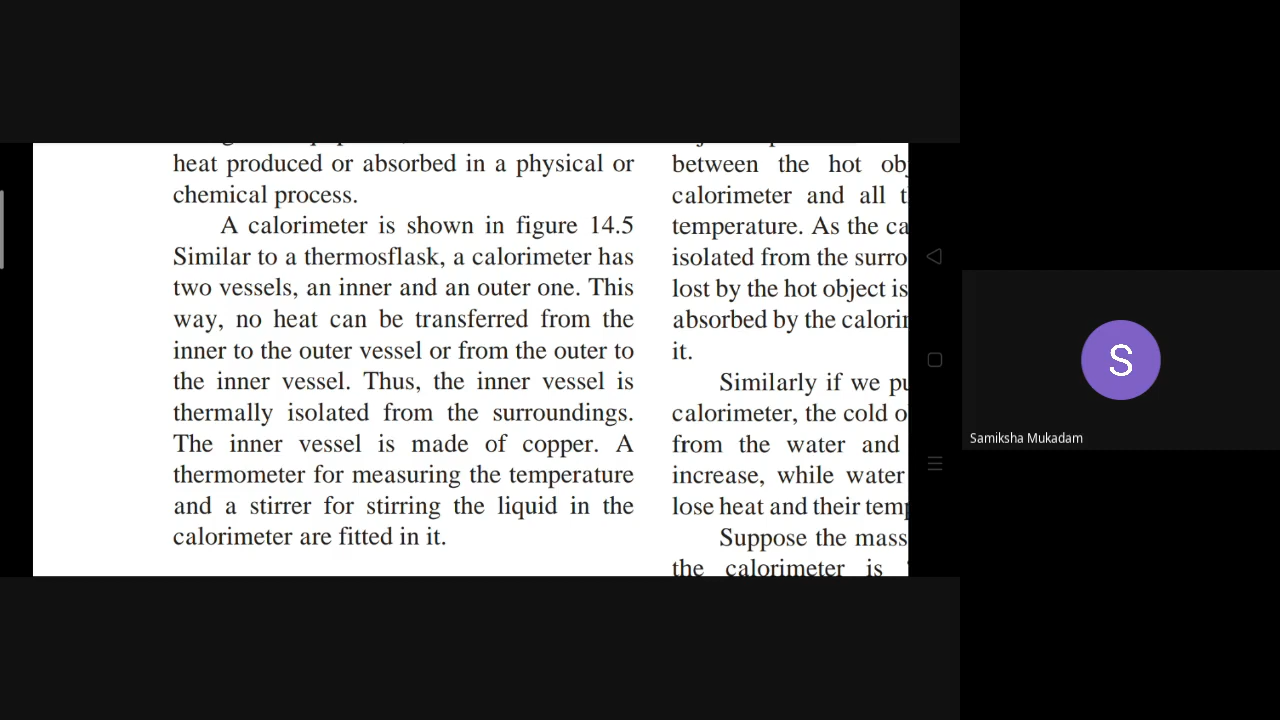 heat produced or absorbed in a physical or
chemical process.
A calorimeter is shown in figure 14.5
Similar to a thermosflask, a calorimeter has
two vessels, an inner and an outer one. This
way, no heat can be transferred from the
inner to the outer vessel or from the outer to
the inner vessel. Thus, the inner vessel is
thermally isolated from the surroundings.
The inner vessel is made of copper. A
thermometer for measuring the temperature
and a stirrer for stirring the liquid in the
calorimeter are fitted in it.
between the hot
calorimeter and all
temperature. As the
isolated from the
lost by the hot object is
absorbed by the
it.
Similarly if we
calorimeter, the cold
from the water and
increase, while water
lose heat and their
Suppose the mass
the calorimeter is
S
Samiksha Mukadam